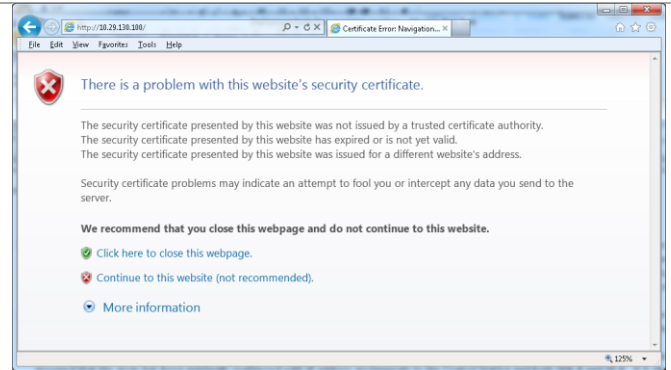 http://10.29.130.100/
Certificate Error: Navigation...
File Edit View Favorites Tools Help
There is a problem with this website's security certificate.
The security certificate presented by this website was not issued by a trusted certificate authority.
The security certificate presented by this website has expired or is not yet valid.
The security certificate presented by this website was issued for a different website's address.
Security certificate problems may indicate an attempt to fool you or intercept any data you send to the
server.
We recommend that you close this webpage and do not continue to this website.
Click here to close this webpage.
Continue to this website (not recommended).
More information
125%